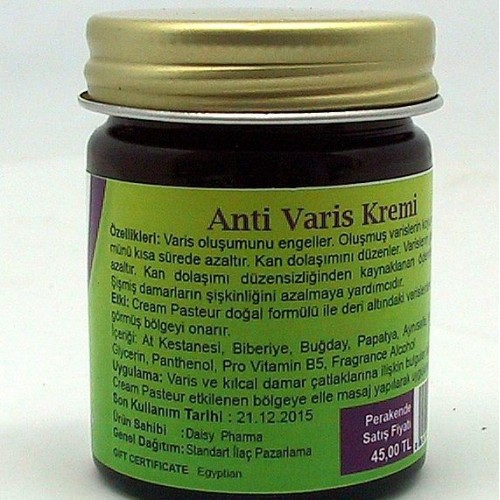 Anti Varis Kremi
Özellikleri: Varis oluşumunu engeller. Oluşmuş varislerin
münü kısa sürede azaltır. Kan dolaşımını düzenler. Varislerin
azaltır. Kan dolaşımı düzensizliğinden kaynaklanan
Şişmiş damarların şişkinliğini azalmaya yardımcıdır.
Etki: Cream Pasteur doğal formülü ile deri altındaki
görmüş bölgeyi onarır.
İçeriği: At Kestanesi, Biberiye, Buğday, Papatya,
Glycerin, Panthenol, Pro Vitamin B5, Fragrance Alcohol
Uygulama: Varis ve kılcal damar çatlaklarına ilişkin
Cream Pasteur etkilenen bölgeye elle masaj yapılarak
Son Kullanım Tarihi : 21.12.2015
Ürün Sahibi : Daisy Pharma
Genel Dağıtım: Standart İlaç Pazarlama
GIFT CERTIFICATE Egyptian
Perakende
Satış Fiyatı
45,00 TL